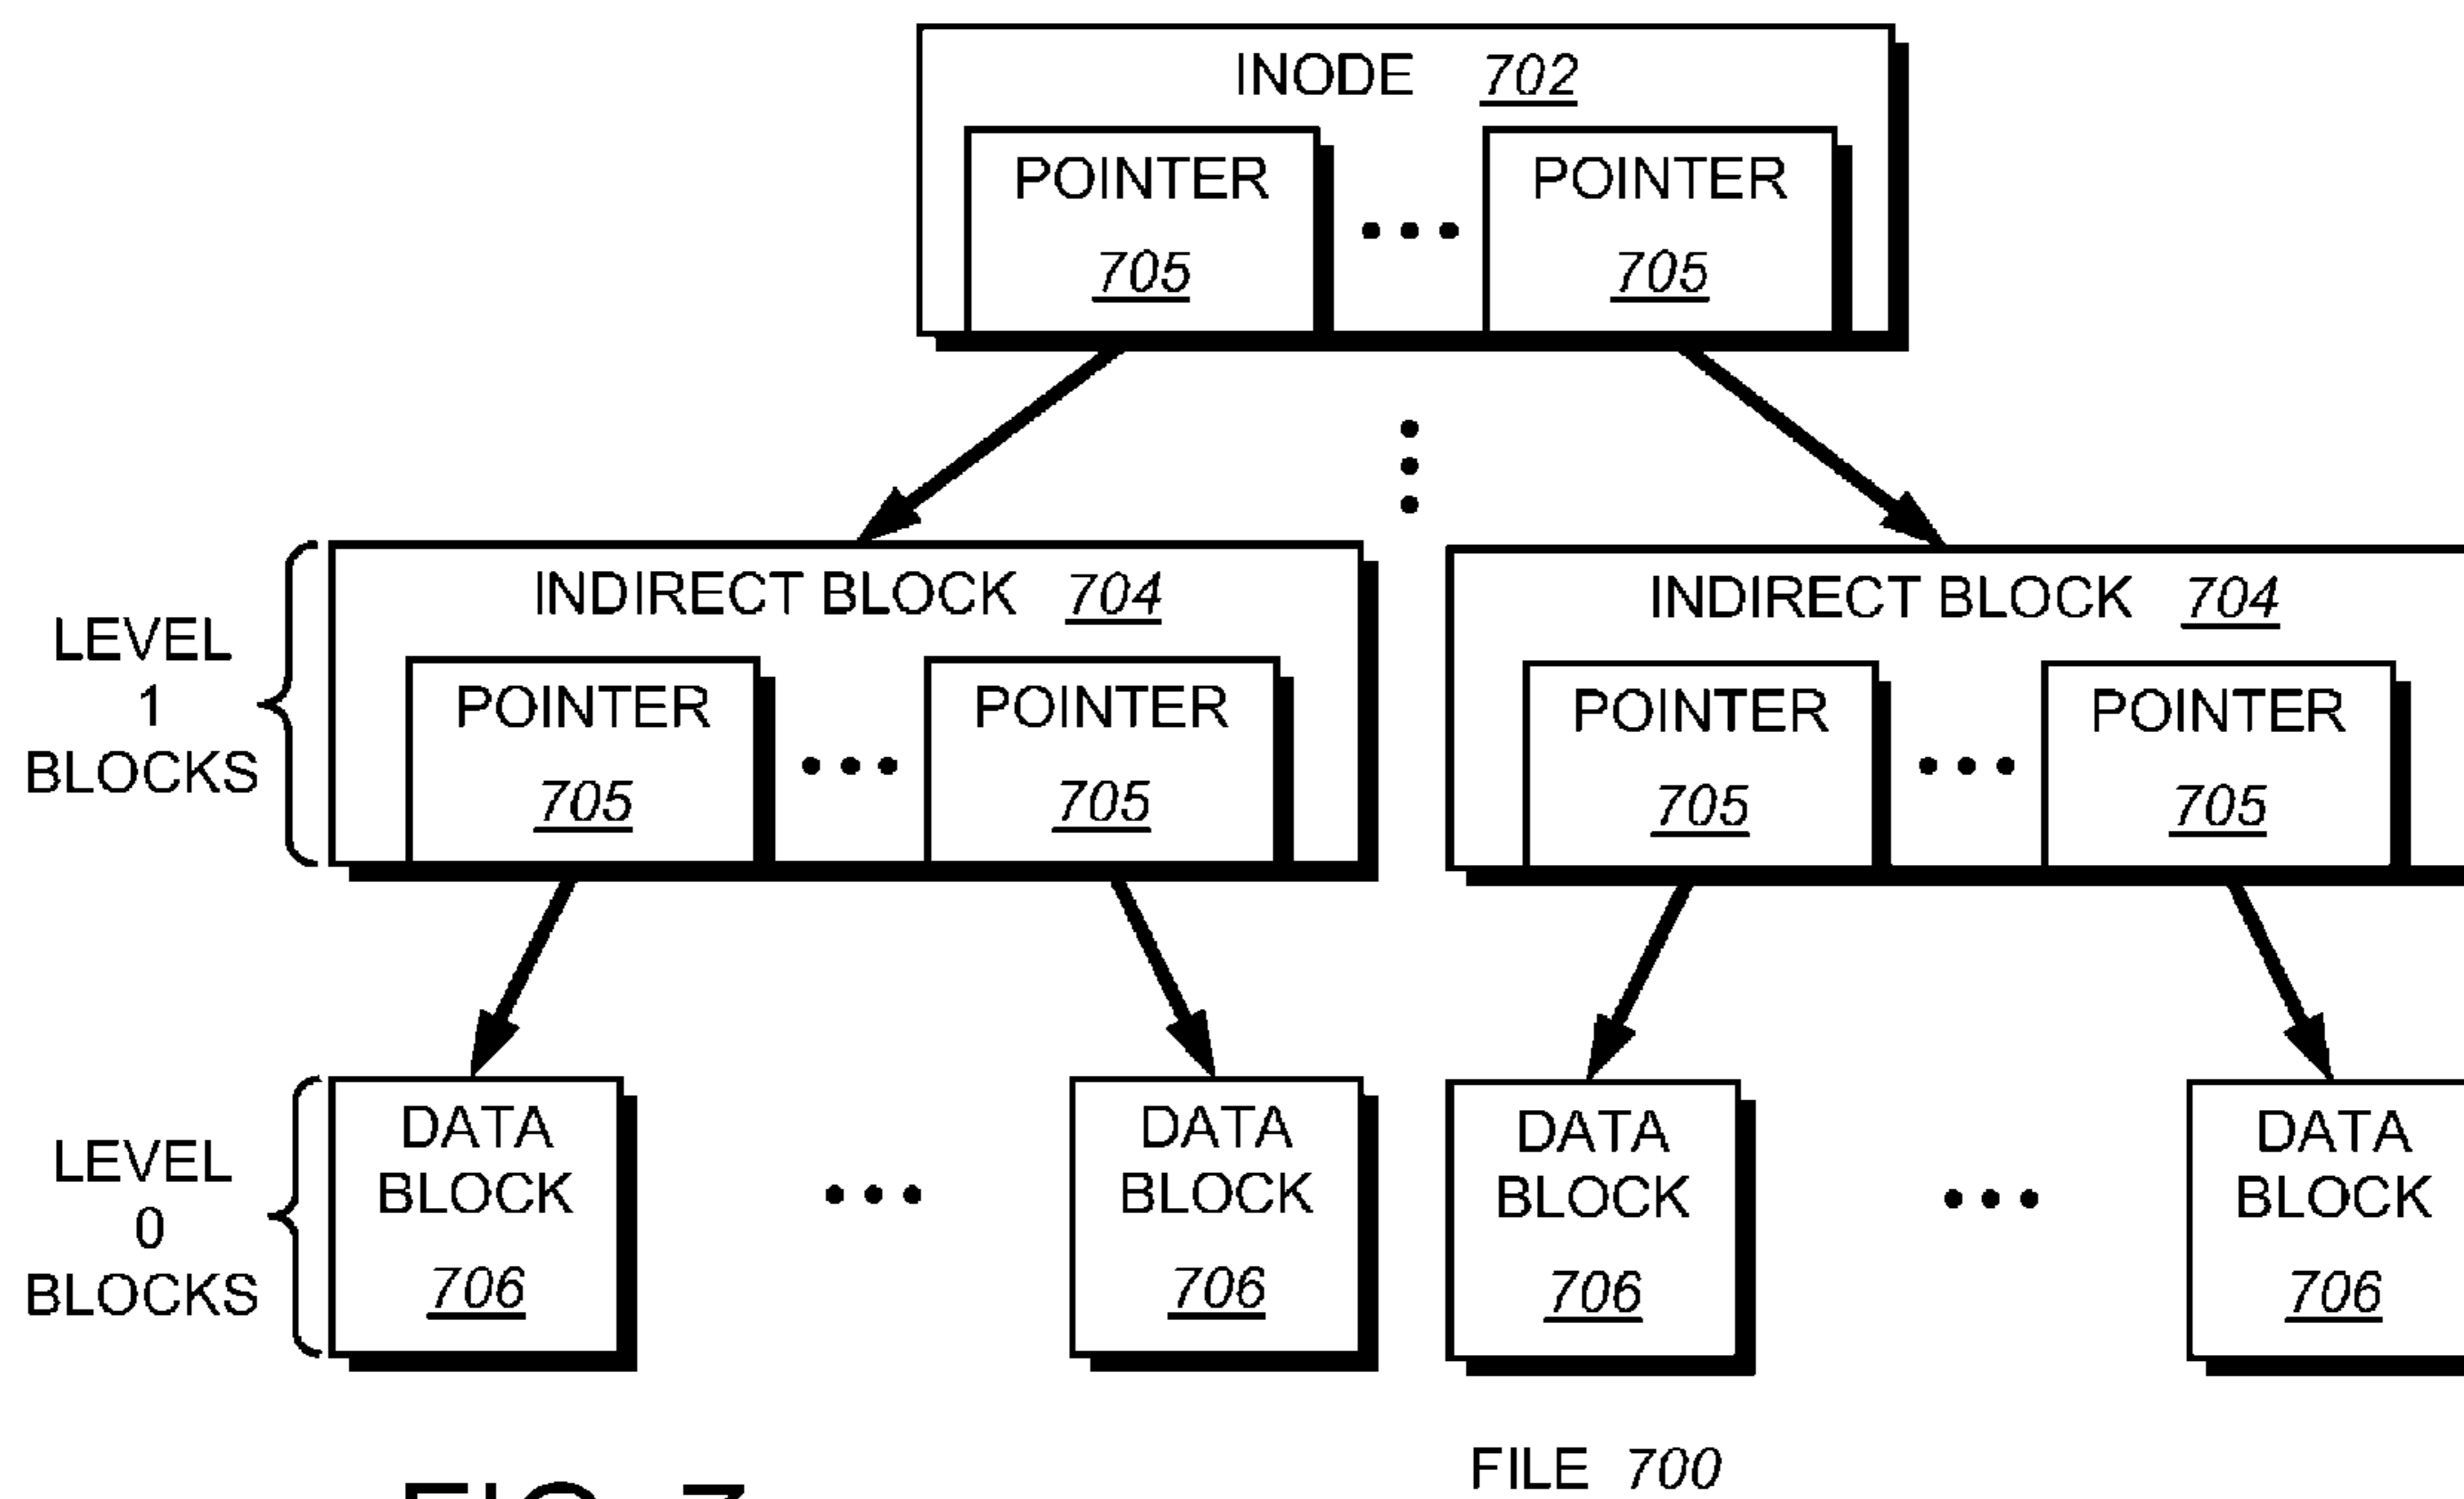 INODE 702
POINTER POINTER
705 705
INDIRECT BLOCK 704
INDIRECT BLOCK 704
LEVEL
1
BLOCKS
POINTER POINTER
705 705
POINTER POINTER
705 705
LEVEL
0
BLOCKS
DATA
BLOCK
706
DATA
BLOCK
706
DATA
BLOCK
706
DATA
BLOCK
706
FILE 700
FIG. 7